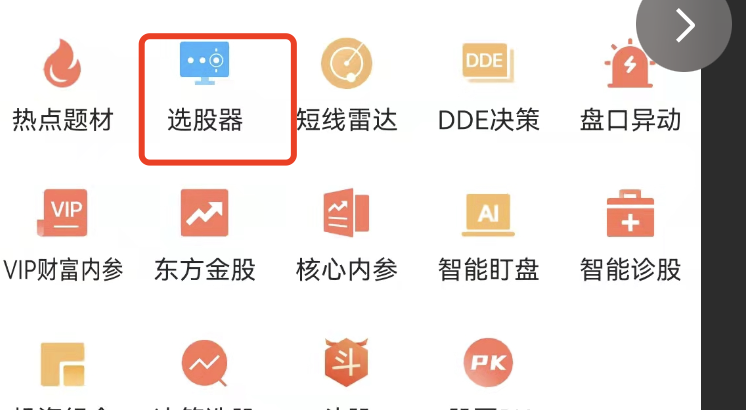 热点题材
选股器
短线雷达
DDE
DDE决策
盘口异动
VIP
VIP财富内参
东方金股
核心内参
AI
智能盯盘
智能诊股
斗
PK